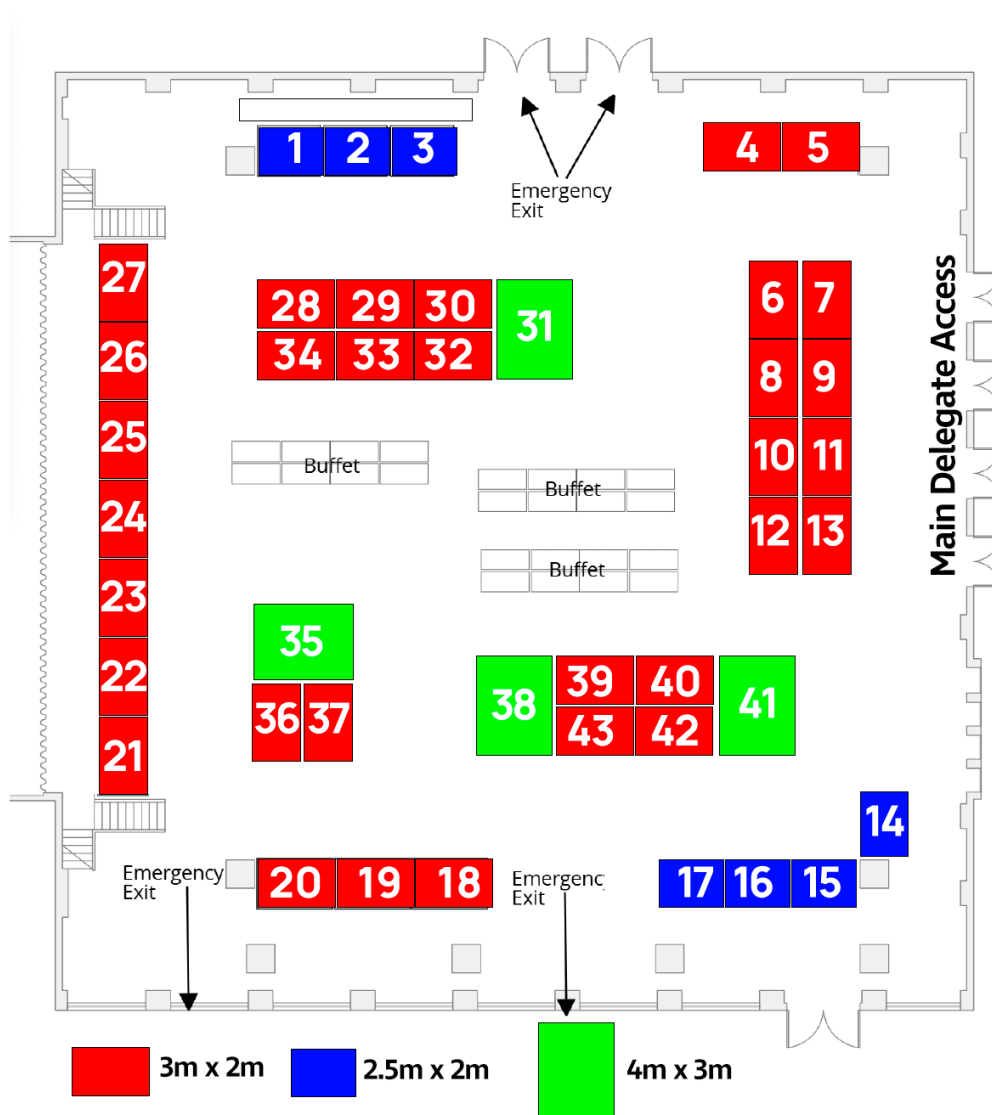 1 2 3
4 5
Emergency
Exit
27
26
25
24
23
22
21
28 29 30
34 33 32
31
6 7
8 9
10 11
12 13
Main Delegate Access
Buffet
Buffet
Buffet
35
36 37
38
39 40
43 42
41
14
17 16 15
20 19 18
Emergency
Exit
Emergenc
Exit
3m x 2m
2.5m x 2m
4m x 3m